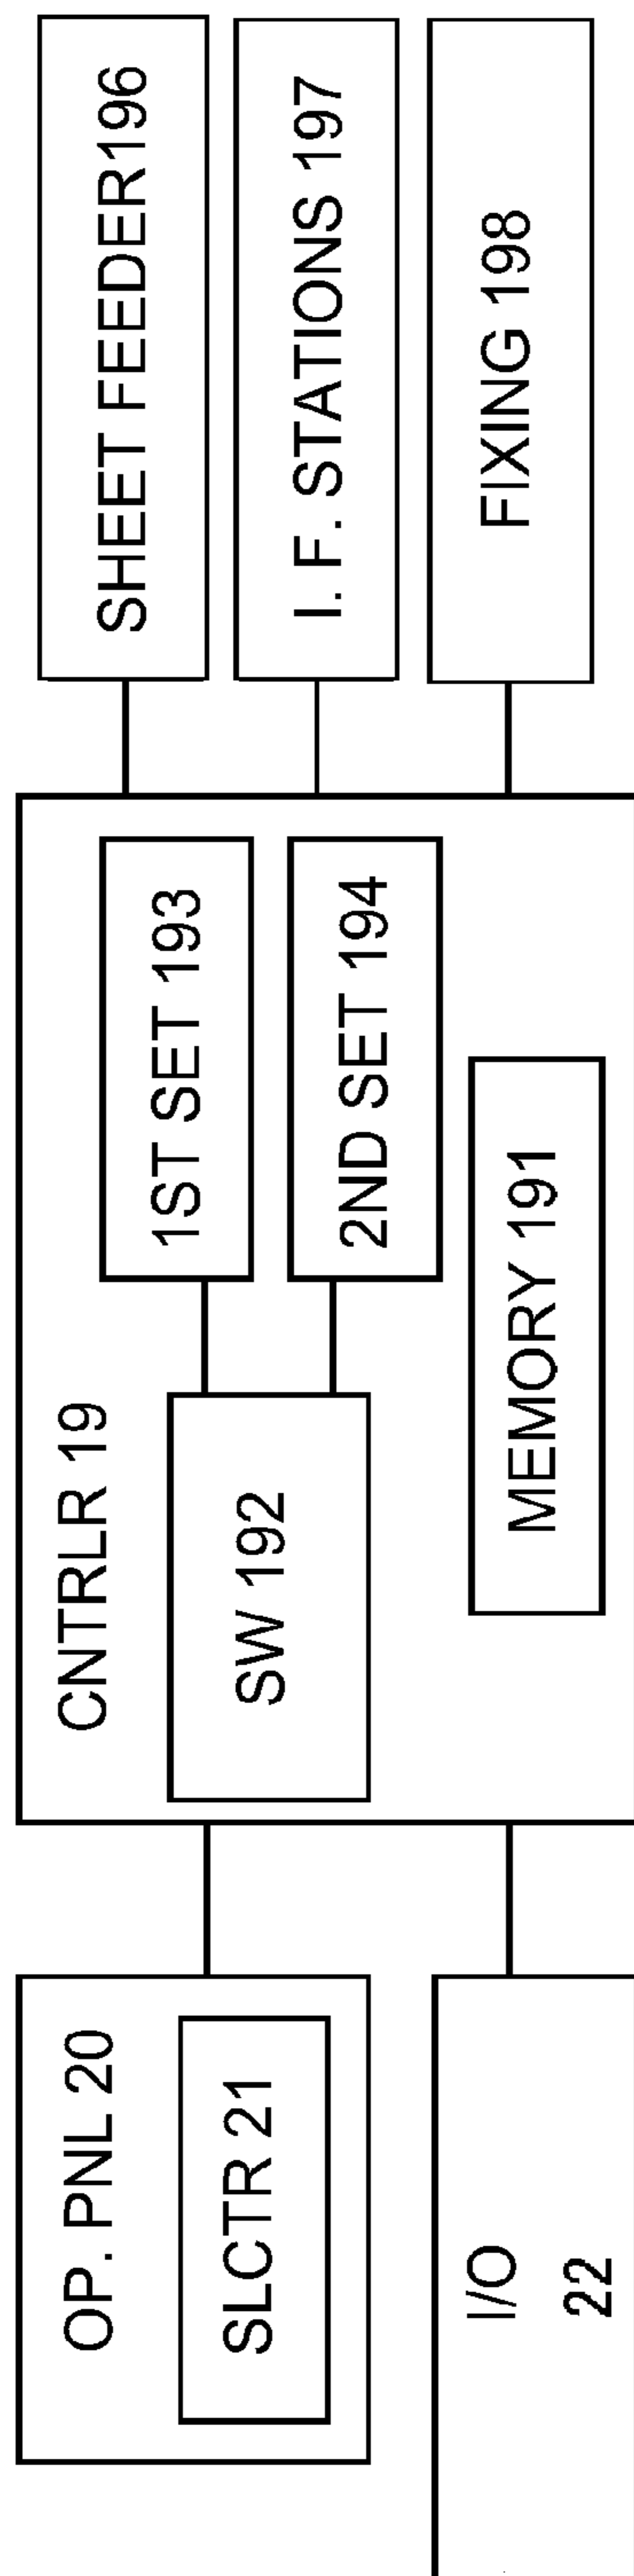 OP. PNL 20
SLCTR 21
I/O
22
CNTRLR 19
SW 192
1ST SET 193
2ND SET 194
MEMORY 191
SHEET FEEDER196
I. F. STATIONS 197
FIXING 198